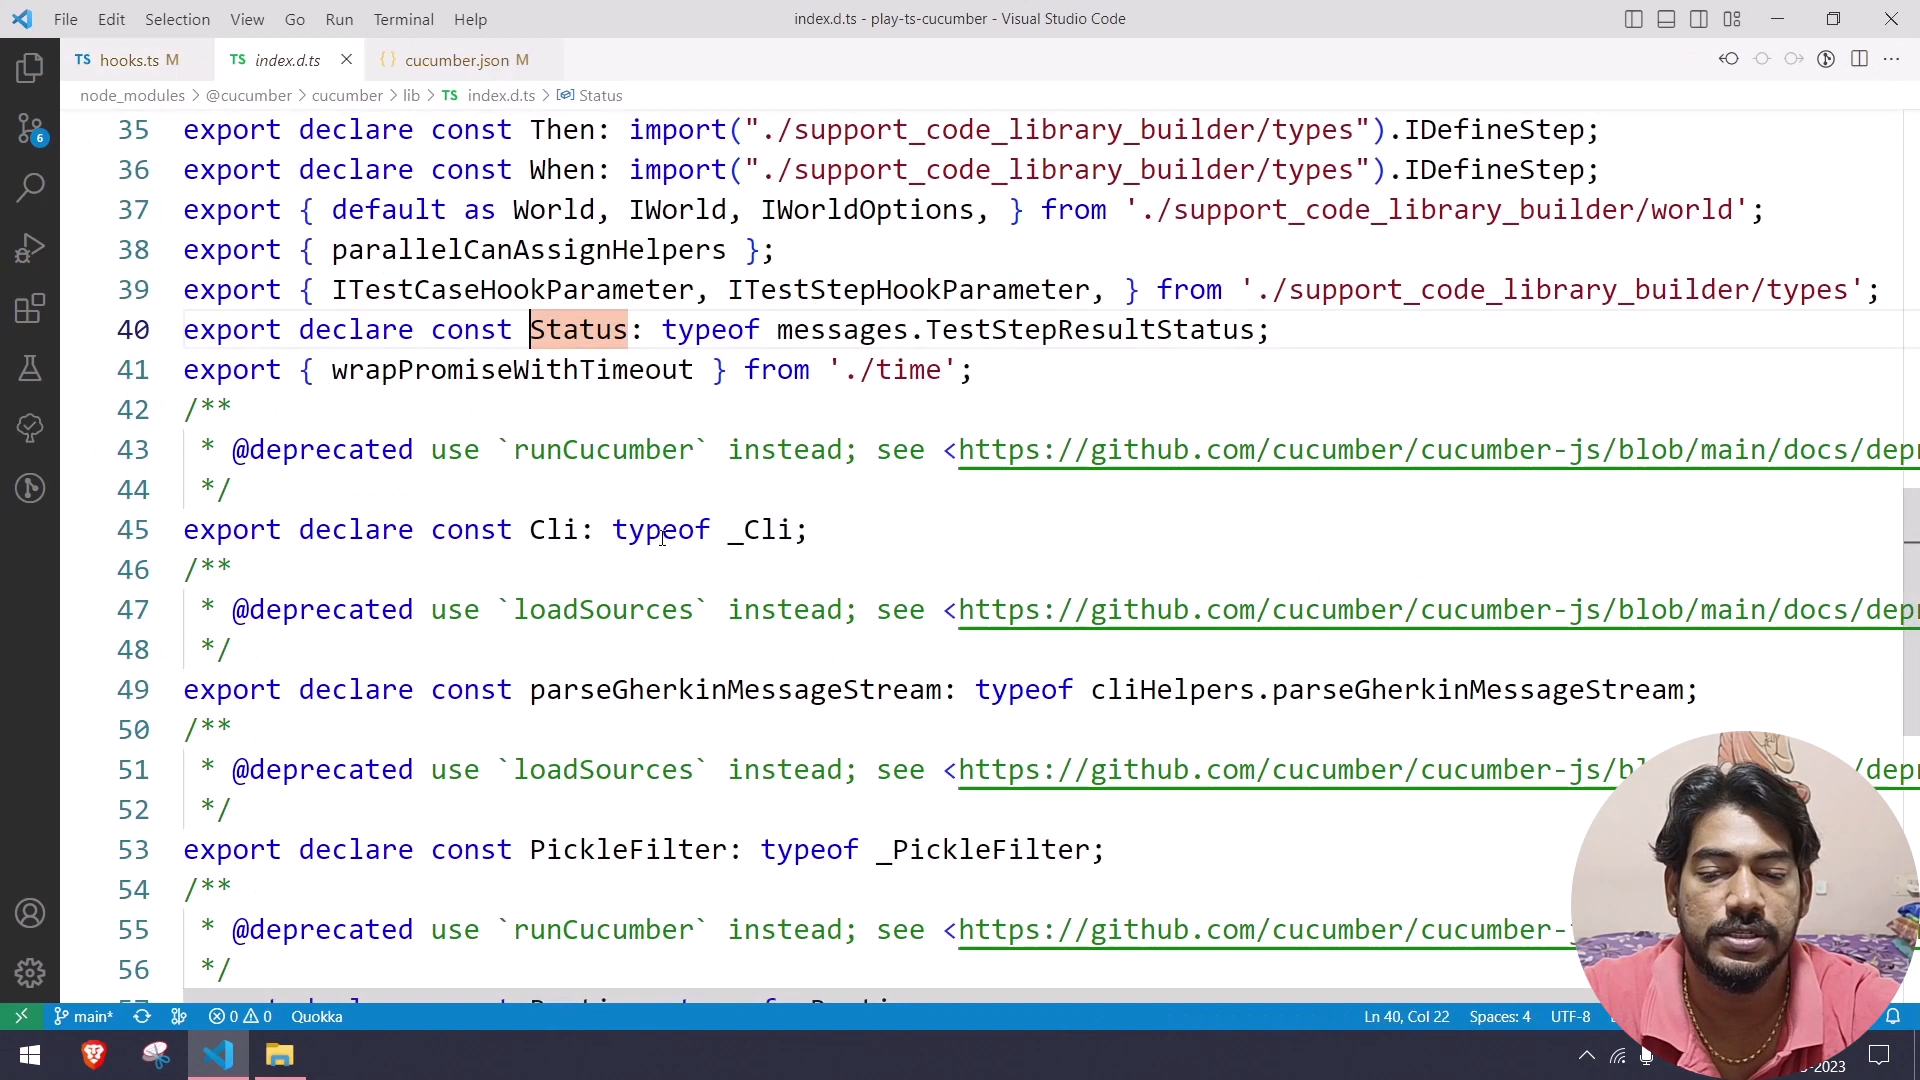 File Edit Selection View Go Run Terminal Help
index.d.ts - play-ts-cucumber - Visual Studio Code
TS hooks.ts M
TS index.d.ts
{} cucumber.json M
node_modules > @cucumber > cucumber > lib > TS index.d.ts > Status
35 export declare const Then: import("./support_code_library_builder/types").IDefineStep;
36 export declare const When: import("./support_code_library_builder/types").IDefineStep;
37 export { default as World, IWorld, IWorldOptions, } from './support_code_library_builder/world';
38 export { parallelCanAssignHelpers };
39 export { ITestCaseHookParameter, ITestStepHookParameter, } from './support_code_library_builder/types';
40 export declare const Status: typeof messages.TestStepResultStatus;
41 export { wrapPromiseWithTimeout } from './time';
42 /**
43 * @deprecated use `runCucumber` instead; see <https://github.com/cucumber/cucumber-js/blob/main/docs/depr
44 */
45 export declare const Cli: typeof _Cli;
46 /**
47 * @deprecated use `loadSources` instead; see <https://github.com/cucumber/cucumber-js/blob/main/docs/depr
48 */
49 export declare const parseGherkinMessageStream: typeof cliHelpers.parseGherkinMessageStream;
50 /**
51 * @deprecated use `loadSources` instead; see <https://github.com/cucumber/cucumber-js/bl /depr
52 */
53 export declare const PickleFilter: typeof _PickleFilter;
54 /**
55 * @deprecated use `runCucumber` instead; see <https://github.com/cucumber/cucumber- /depr
56 */
6
main* 0 0 Quokka
Ln 40, Col 22 Spaces: 4 UTF-8
-2023